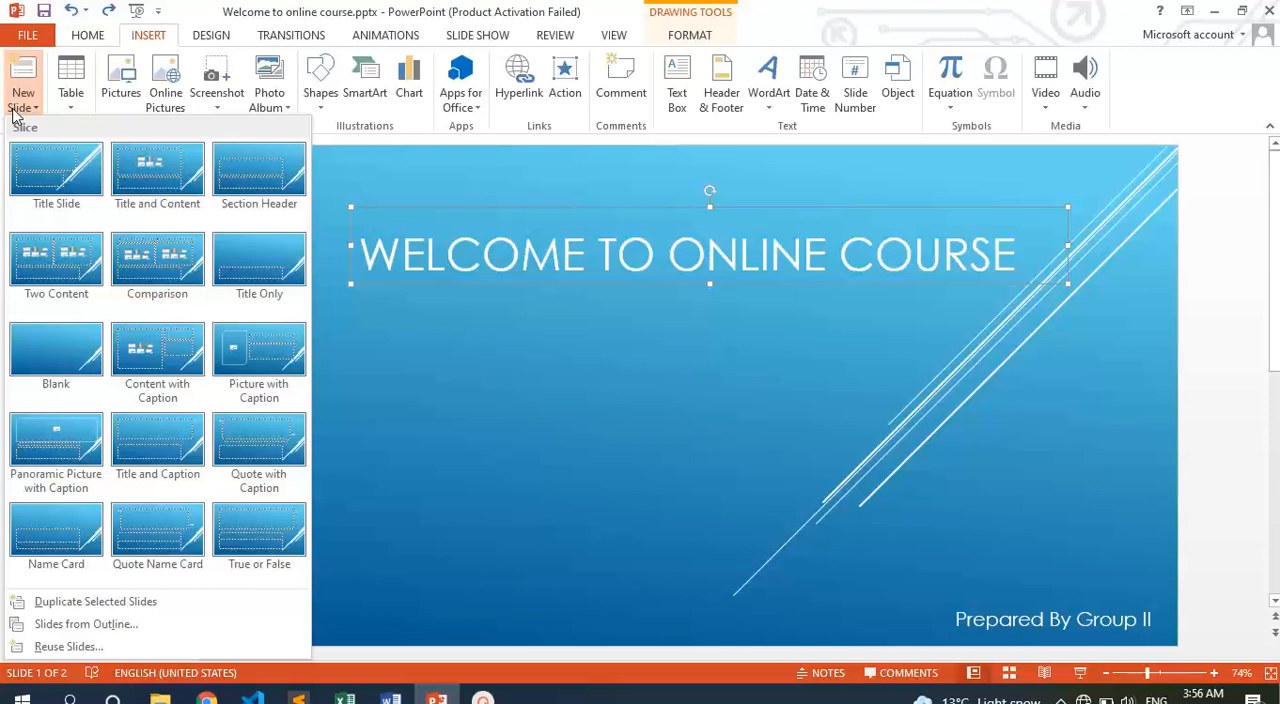 Welcome to online course.pptx - PowerPoint (Product Activation Failed)
DRAWING TOOLS
?
FILE HOME INSERT DESIGN TRANSITIONS ANIMATIONS SLIDE SHOW REVIEW VIEW FORMAT
Microsoft account
New Slide
Table
Pictures
Online Pictures
Screenshot
Photo Album
Shapes
SmartArt
Chart
Apps for Office
Hyperlink
Action
Comment
Text Box
Header & Footer
WordArt
Date & Time
Slide Number
Object
Equation
Symbol
Video
Audio
Illustrations
Apps
Links
Comments
Text
Symbols
Media
Slice
Title Slide
Title and Content
Section Header
Two Content
Comparison
Title Only
Blank
Content with Caption
Picture with Caption
Panoramic Picture with Caption
Title and Caption
Quote with Caption
Name Card
Quote Name Card
True or False
Duplicate Selected Slides
Slides from Outline...
Reuse Slides...
WELCOME TO ONLINE COURSE
Prepared By Group II
SLIDE 1 OF 2
ENGLISH (UNITED STATES)
NOTES
COMMENTS
74%
13°C Light snow
ENG
3:56 AM